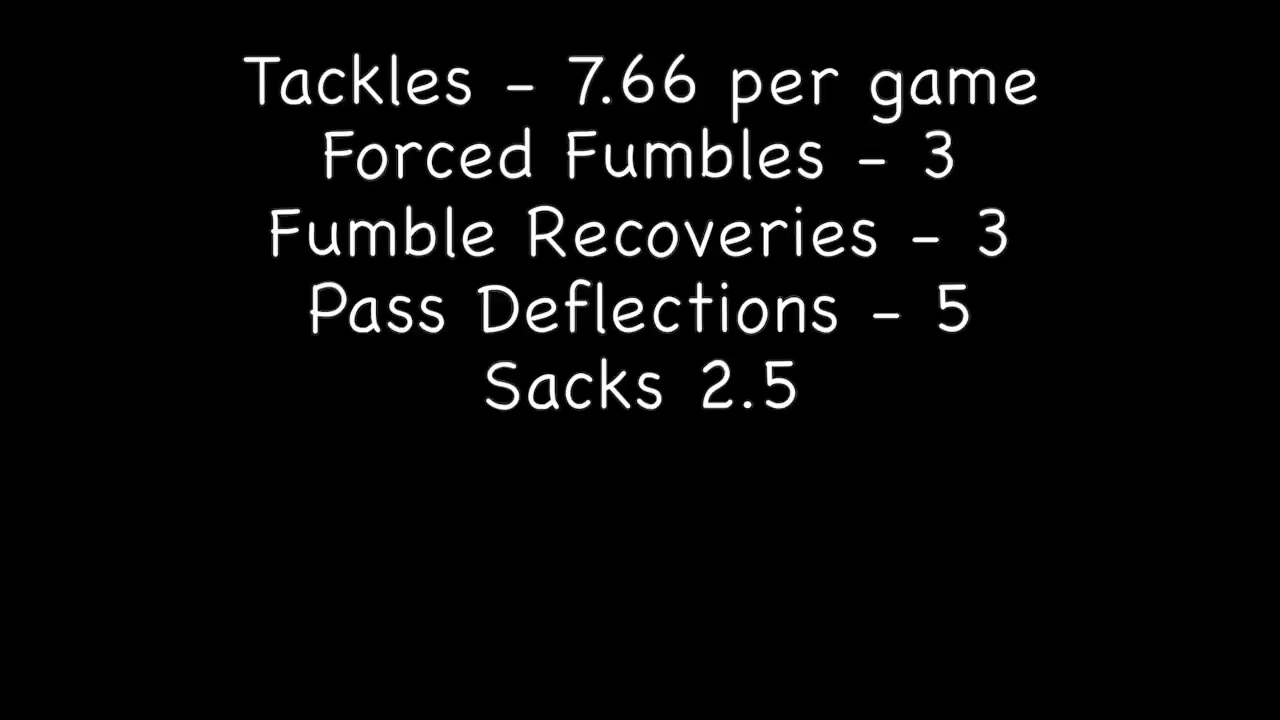 Tackles - 7.66 per game
Forced Fumbles - 3
Fumble Recoveries - 3
Pass Deflections - 5
Sacks 2.5